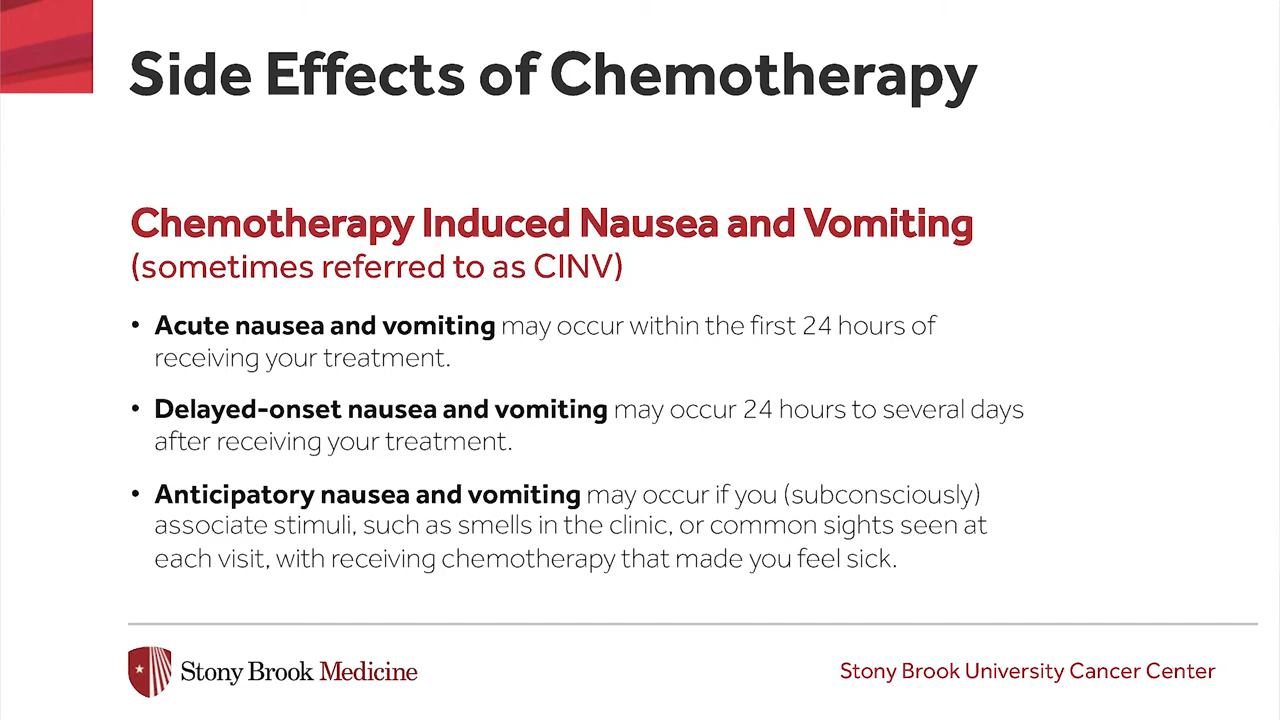 Side Effects of Chemotherapy
Chemotherapy Induced Nausea and Vomiting
(sometimes referred to as CINV)
• Acute nausea and vomiting may occur within the first 24 hours of
receiving your treatment.
• Delayed-onset nausea and vomiting may occur 24 hours to several days
after receiving your treatment.
• Anticipatory nausea and vomiting may occur if you (subconsciously)
associate stimuli, such as smells in the clinic, or common sights seen at
each visit, with receiving chemotherapy that made you feel sick.
Stony Brook Medicine
Stony Brook University Cancer Center